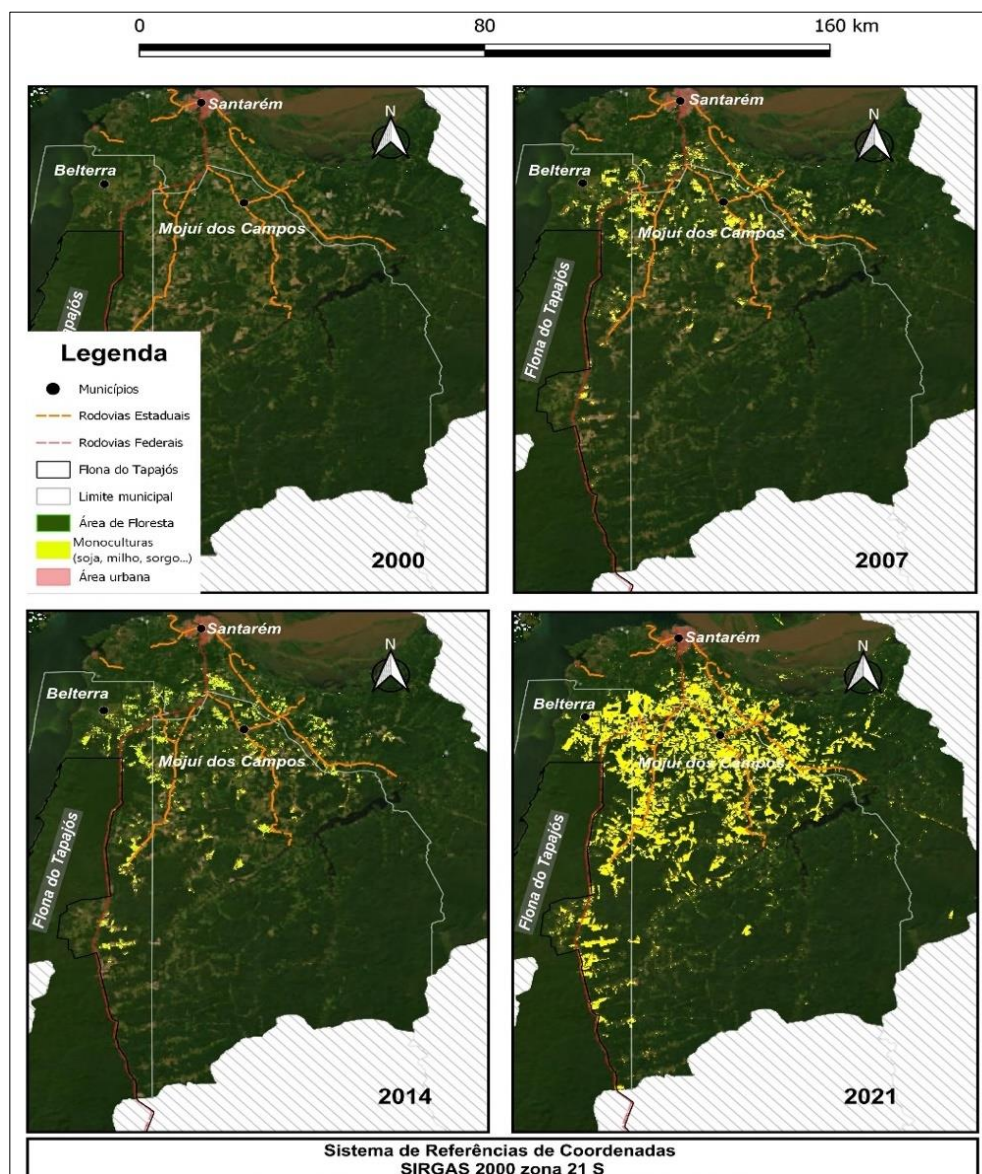 0 80 160 km
N
Santarém
Belterra
Mojuí dos Campos
Tapajós
Legenda
Municípios
Rodovias Estaduais
Rodovias Federais
Flona do Tapajós
Limite municipal
Área de Floresta
Monoculturas
(soja, milho, sorgo...)
Área urbana
2000
Santarém
N
Belterra
Mojuí dos Campos
Flona do Tapajós
2007
Santarém
N
Belterra
Mojuí dos Campos
Flona do Tapajós
2014
Santarém
N
Belterra
Mojuí dos Campos
Flona do Tapajós
2021
Sistema de Referências de Coordenadas
SIRGAS 2000 zona 21 S